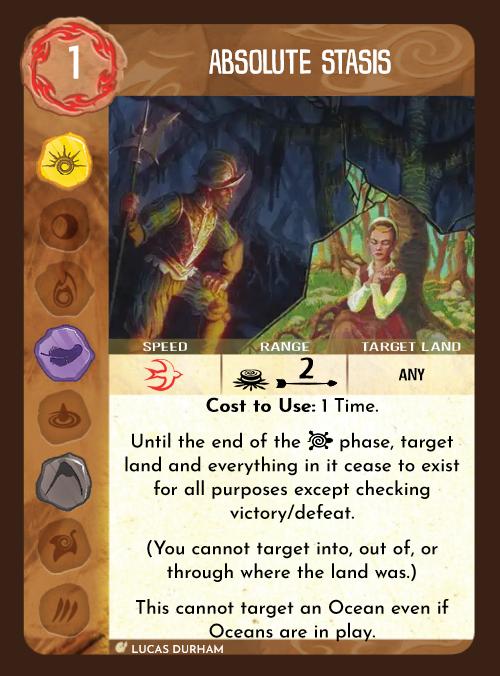 1
ABSOLUTE STASIS
SPEED RANGE TARGET LAND
2 ANY
Cost to Use: 1 Time.
Until the end of the phase, target
land and everything in it cease to exist
for all purposes except checking
victory/defeat.
(You cannot target into, out of, or
through where the land was.)
This cannot target an Ocean even if
Oceans are in play.
LUCAS DURHAM